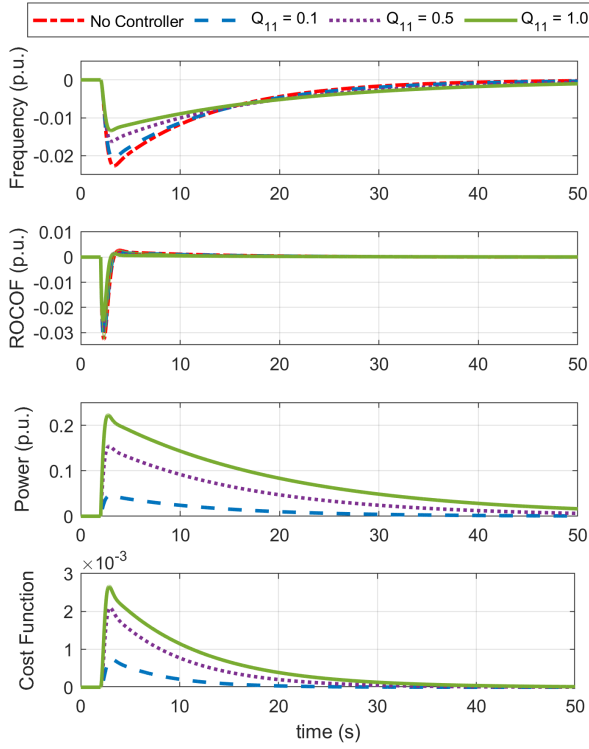 No Controller Q11 = 0.1 Q11 = 0.5 Q11 = 1.0
Frequency (p.u.)
0
-0.01
-0.02
0 10 20 30 40 50
ROCOF (p.u.)
0.01
0
-0.01
-0.02
-0.03
0 10 20 30 40 50
Power (p.u.)
0.2
0.1
0
0 10 20 30 40 50
Cost Function
×10-3
3
2
1
0
0 10 20 30 40 50
time (s)